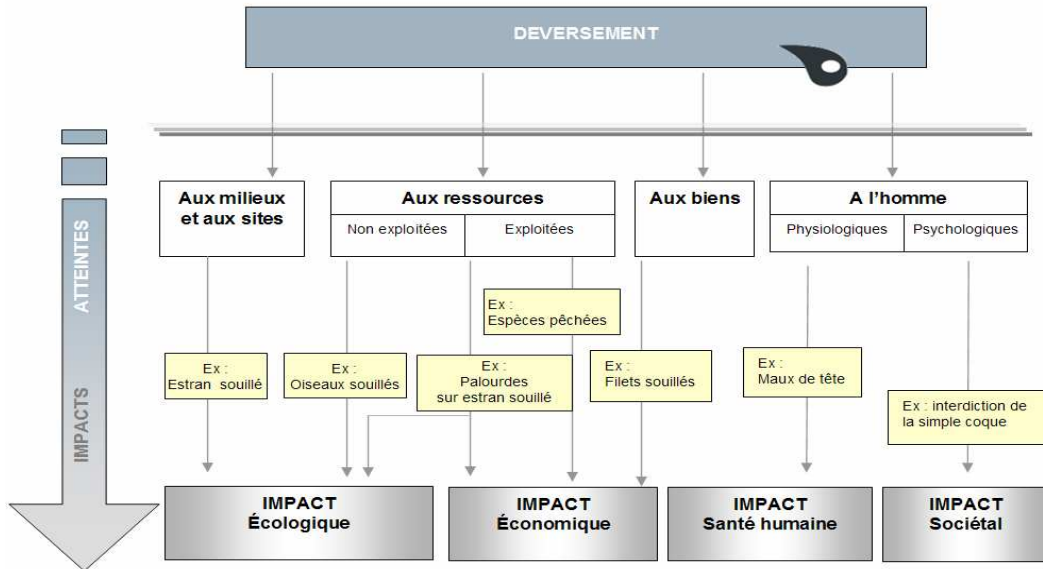 DEVERSEMENT
ATTEINTES
IMPACTS
Aux milieux
et aux sites
Aux ressources
Non exploitées
Exploitées
Aux biens
A l’homme
Physiologiques
Psychologiques
Ex :
Espèces pêchées
Ex :
Estran souillé
Ex :
Oiseaux souillés
Ex :
Palourdes
sur estran souillé
Ex :
Filets souillés
Ex :
Maux de tête
Ex : interdiction de
la simple coque
IMPACT
Écologique
IMPACT
Économique
IMPACT
Santé humaine
IMPACT
Sociétal